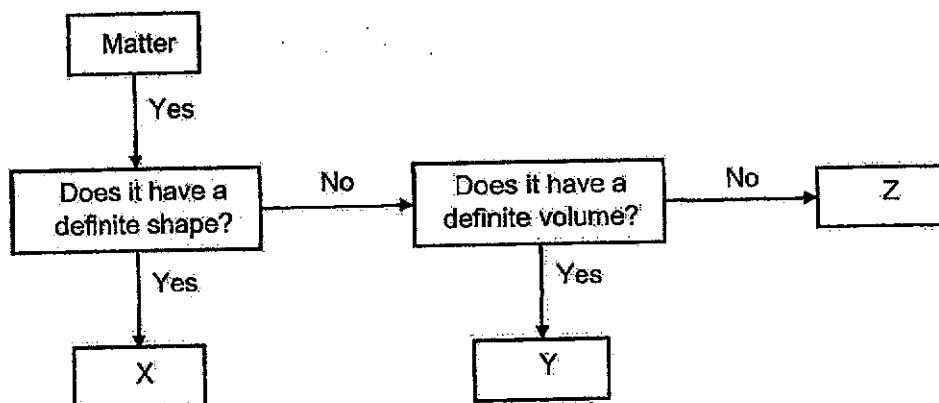 Matter
Yes
Does it have a
definite shape?
No
Does it have a
definite volume?
No
Z
Yes
Yes
X
Y